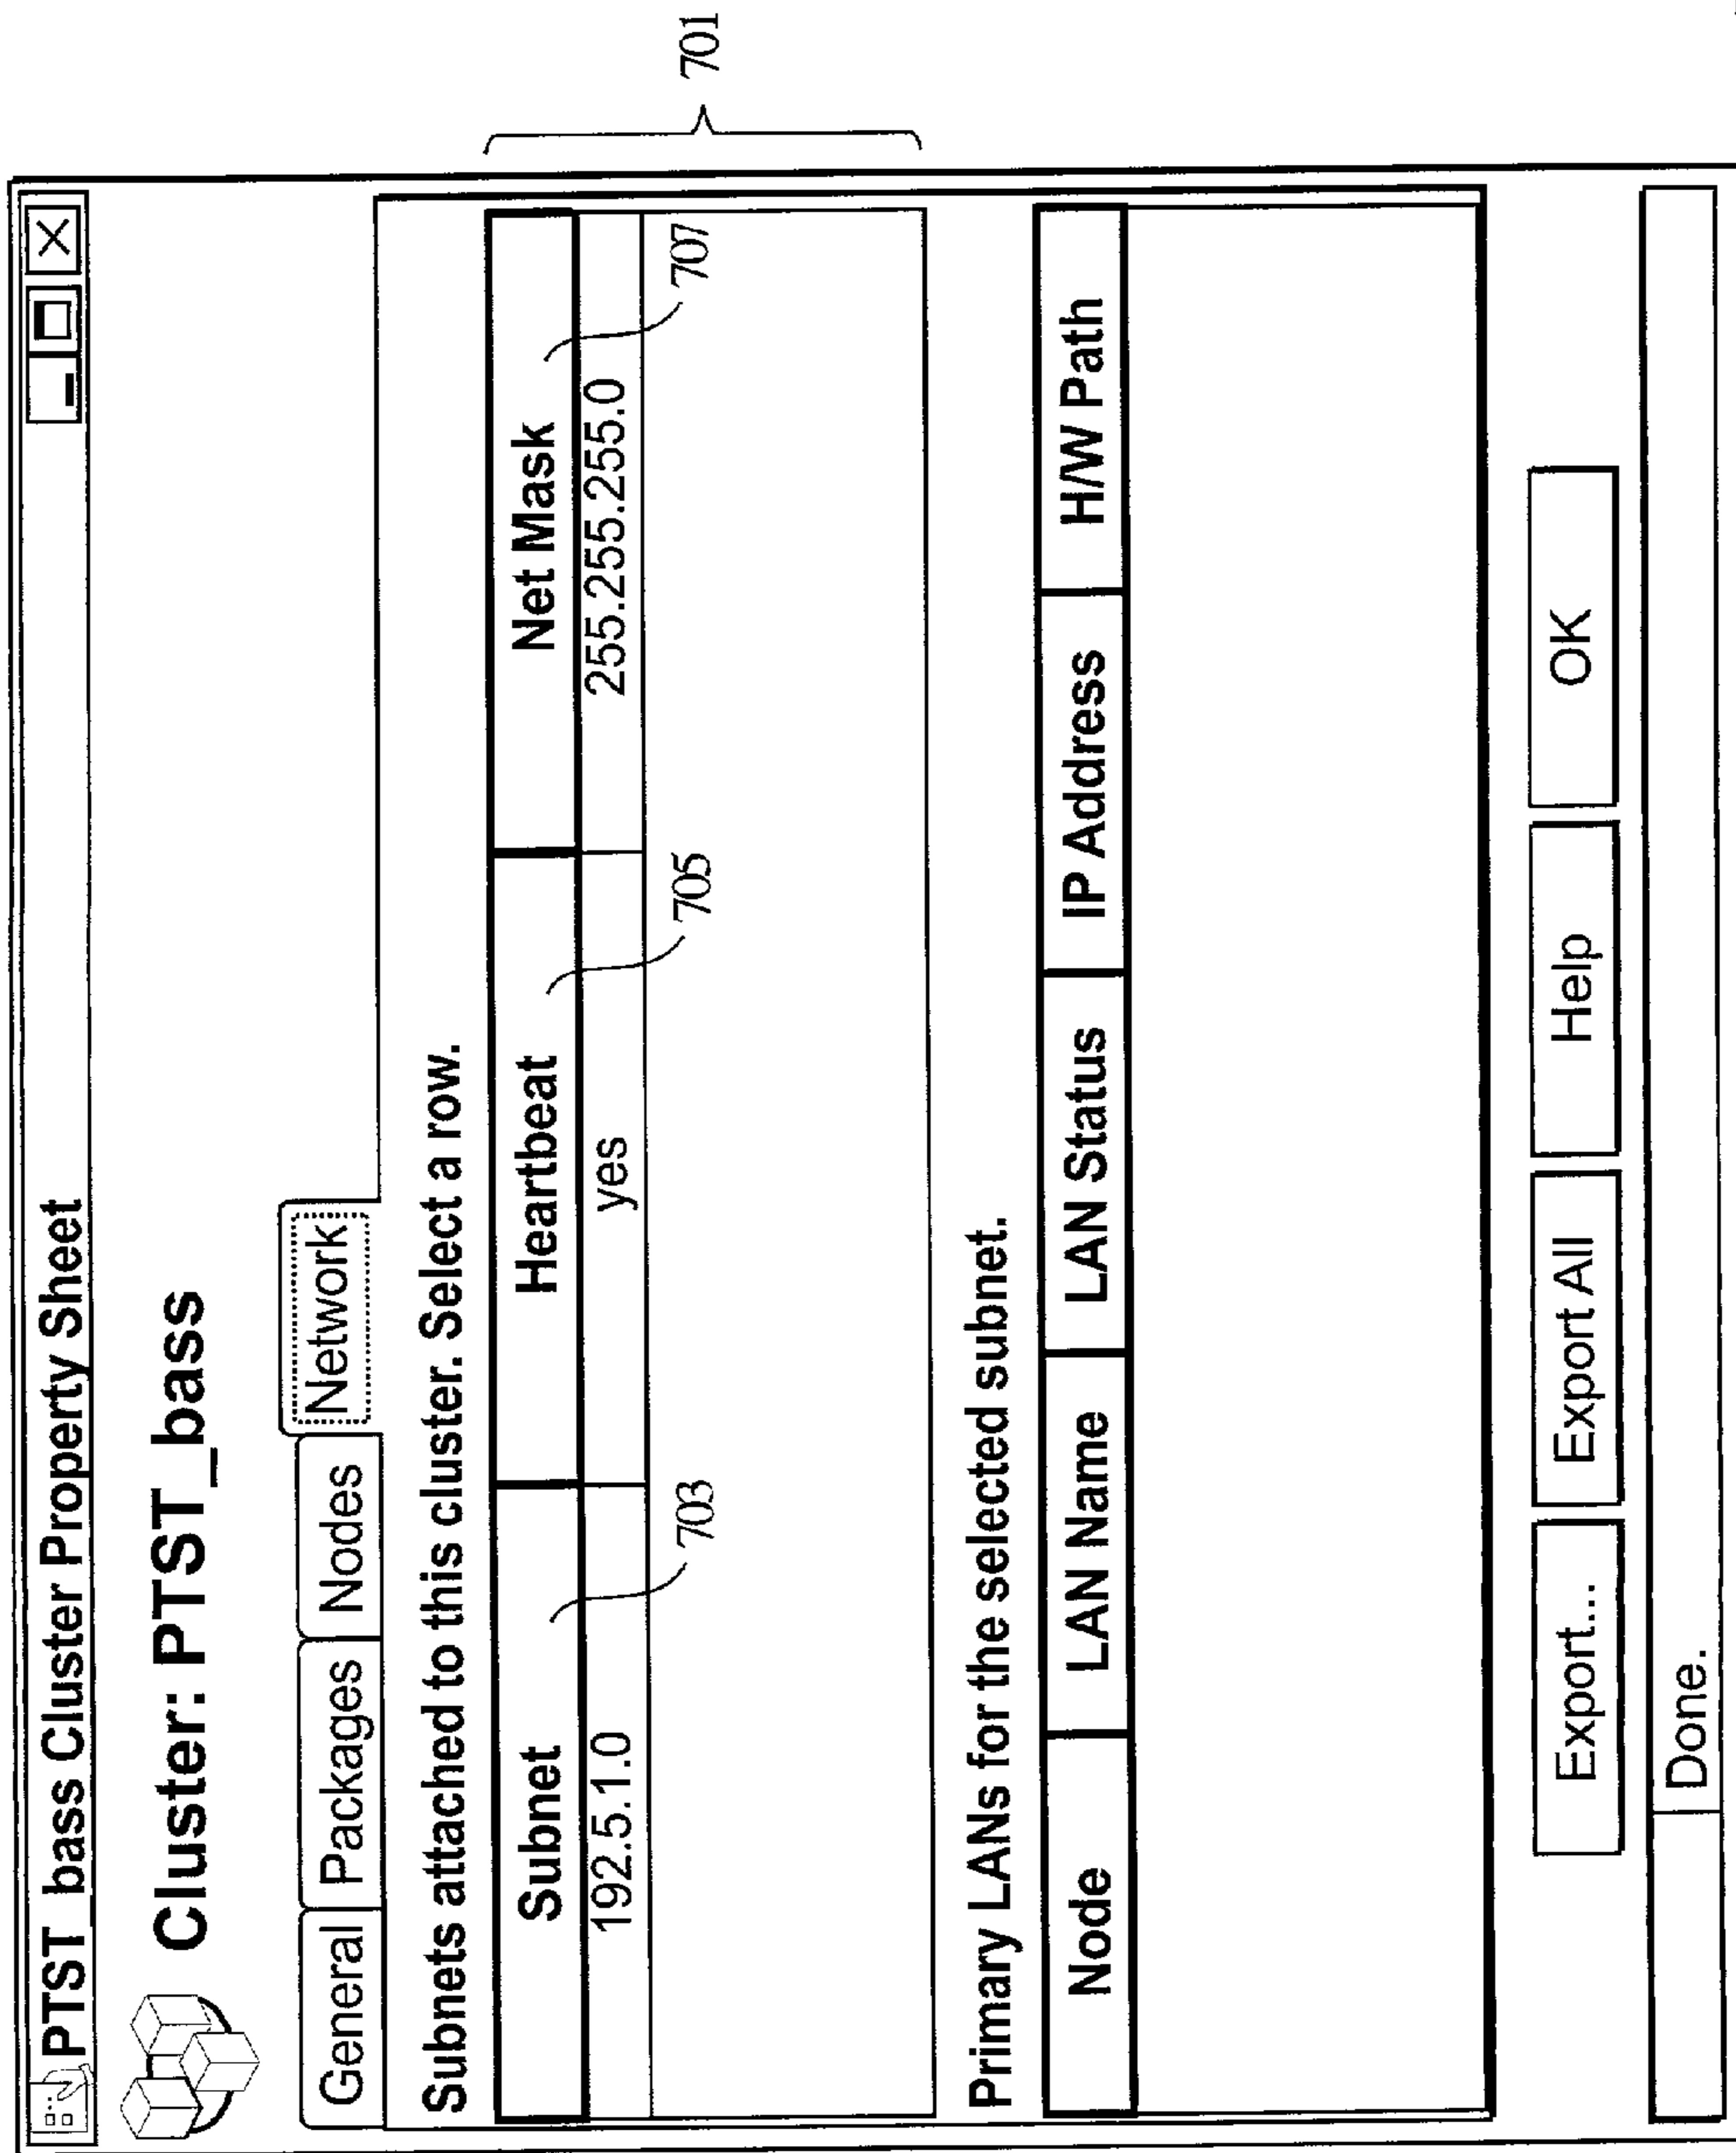 PTST bass Cluster Property Sheet
Cluster: PTST_bass
General Packages Nodes Network
Subnets attached to this cluster. Select a row.
Subnet Heartbeat Net Mask
192.5.1.0 yes 255.255.255.0
703 705 707
701
Primary LANs for the selected subnet.
Node LAN Name LAN Status IP Address H/W Path
Export... Export All Help OK
Done.